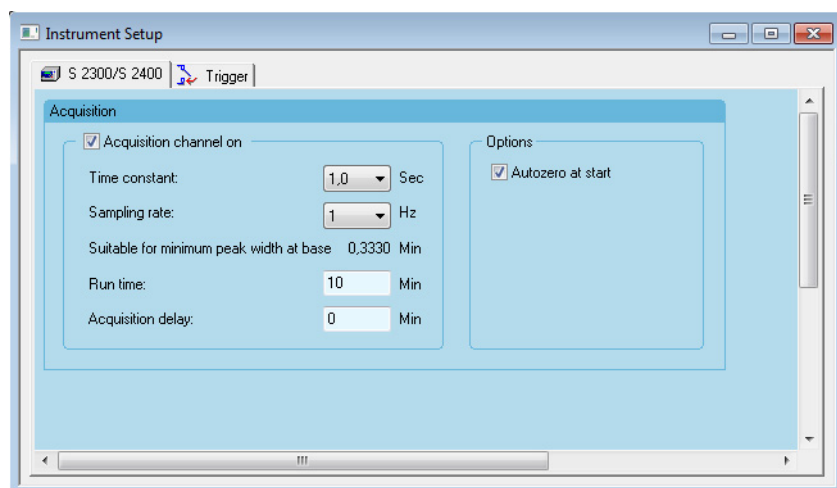 Instrument Setup
S 2300/S 2400 Trigger
Acquisition
Acquisition channel on
Time constant: 1,0 Sec
Sampling rate: 1 Hz
Suitable for minimum peak width at base 0,3330 Min
Run time: 10 Min
Acquisition delay: 0 Min
Options
Autozero at start